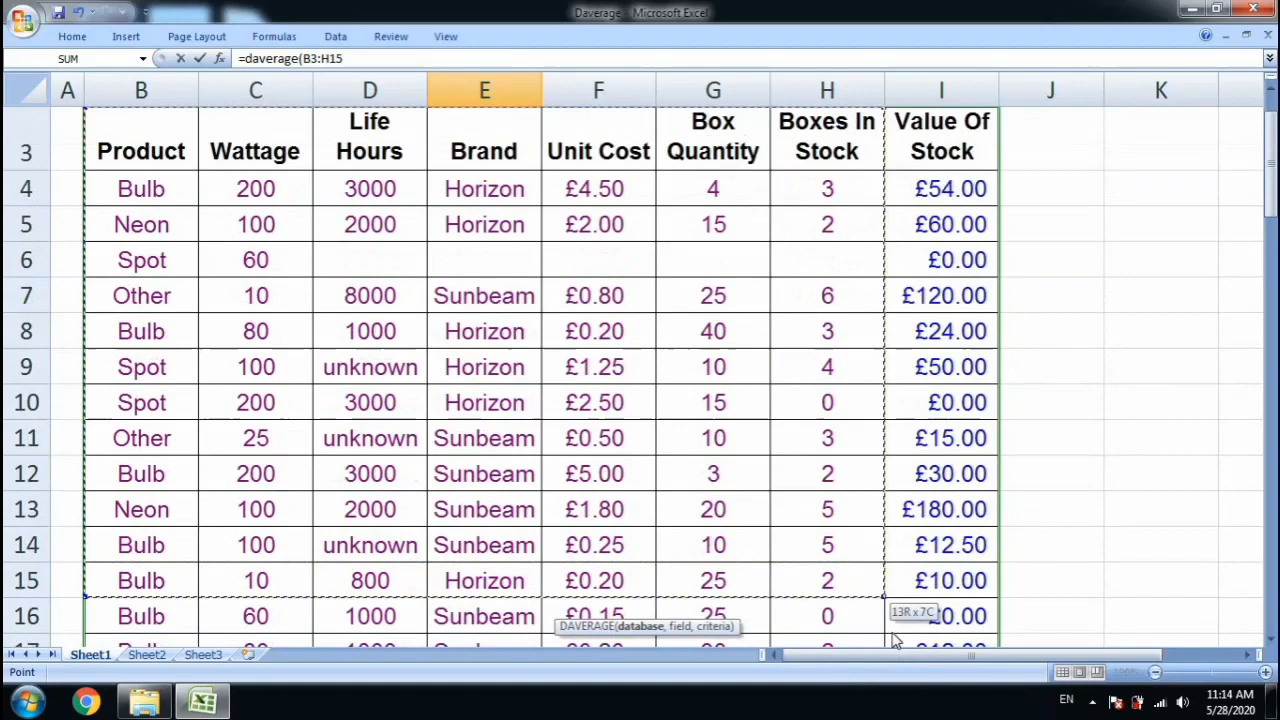 Daverage - Microsoft Excel
Home Insert Page Layout Formulas Data Review View
SUM =daverage(B3:H15
A B C D E F G H I J K
3 Product Wattage Life Hours Brand Unit Cost Box Quantity Boxes In Stock Value Of Stock
4 Bulb 200 3000 Horizon £4.50 4 3 £54.00
5 Neon 100 2000 Horizon £2.00 15 2 £60.00
6 Spot 60 £0.00
7 Other 10 8000 Sunbeam £0.80 25 6 £120.00
8 Bulb 80 1000 Horizon £0.20 40 3 £24.00
9 Spot 100 unknown Horizon £1.25 10 4 £50.00
10 Spot 200 3000 Horizon £2.50 15 0 £0.00
11 Other 25 unknown Sunbeam £0.50 10 3 £15.00
12 Bulb 200 3000 Sunbeam £5.00 3 2 £30.00
13 Neon 100 2000 Sunbeam £1.80 20 5 £180.00
14 Bulb 100 unknown Sunbeam £0.25 10 5 £12.50
15 Bulb 10 800 Horizon £0.20 25 2 £10.00
13R x 7C
16 Bulb 60 1000 Sunbeam £0.15 25 0 £0.00
DAVERAGE(database, field, criteria)
Sheet1 Sheet2 Sheet3
Point
EN 11:14 AM
5/28/2020